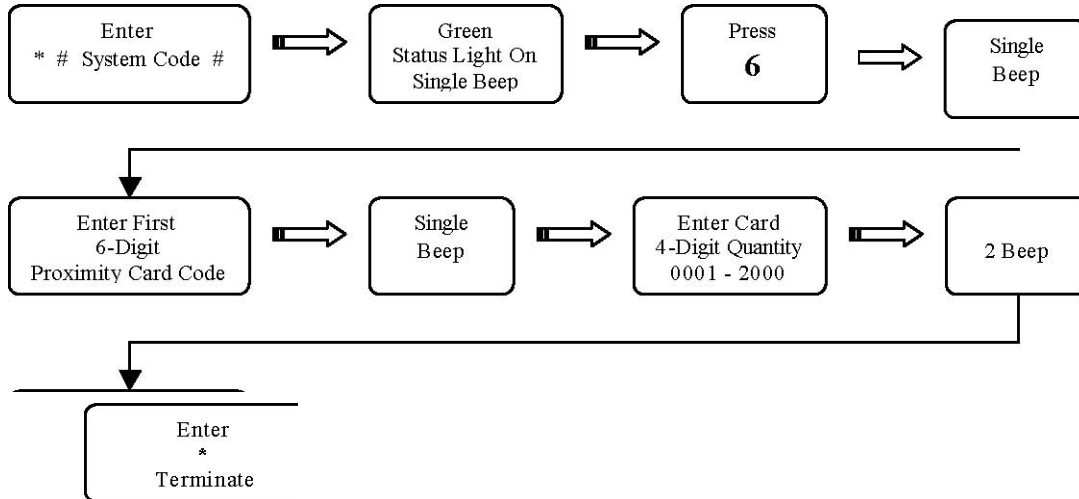 Enter
* # System Code #
Green
Status Light On
Single Beep
Press
6
Single
Beep
Enter First
6-Digit
Proximity Card Code
Single
Beep
Enter Card
4-Digit Quantity
0001 - 2000
2 Beep
Enter
*
Terminate